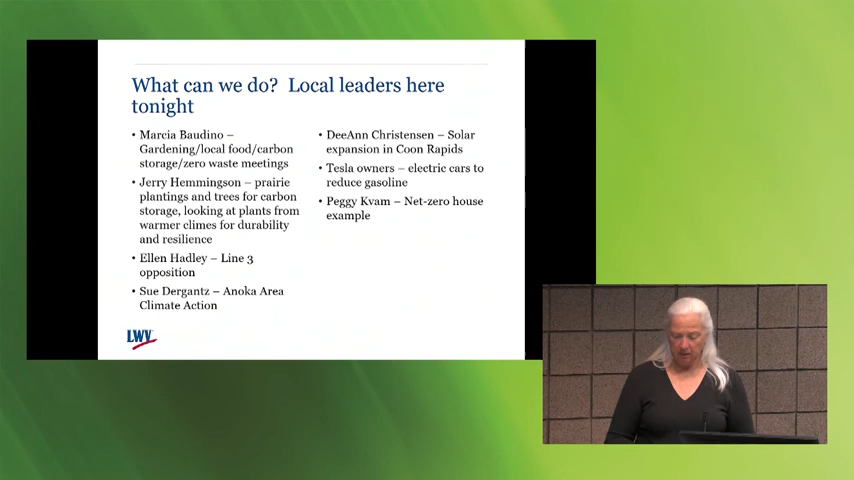 What can we do? Local leaders here
tonight
• Marcia Baudino –
Gardening/local food/carbon
storage/zero waste meetings
• Jerry Hemmingson – prairie
plantings and trees for carbon
storage, looking at plants from
warmer climes for durability
and resilience
• Ellen Hadley – Line 3
opposition
• Sue Dergantz – Anoka Area
Climate Action
• DeeAnn Christensen – Solar
expansion in Coon Rapids
• Tesla owners – electric cars to
reduce gasoline
• Peggy Kvam – Net-zero house
example
LWV